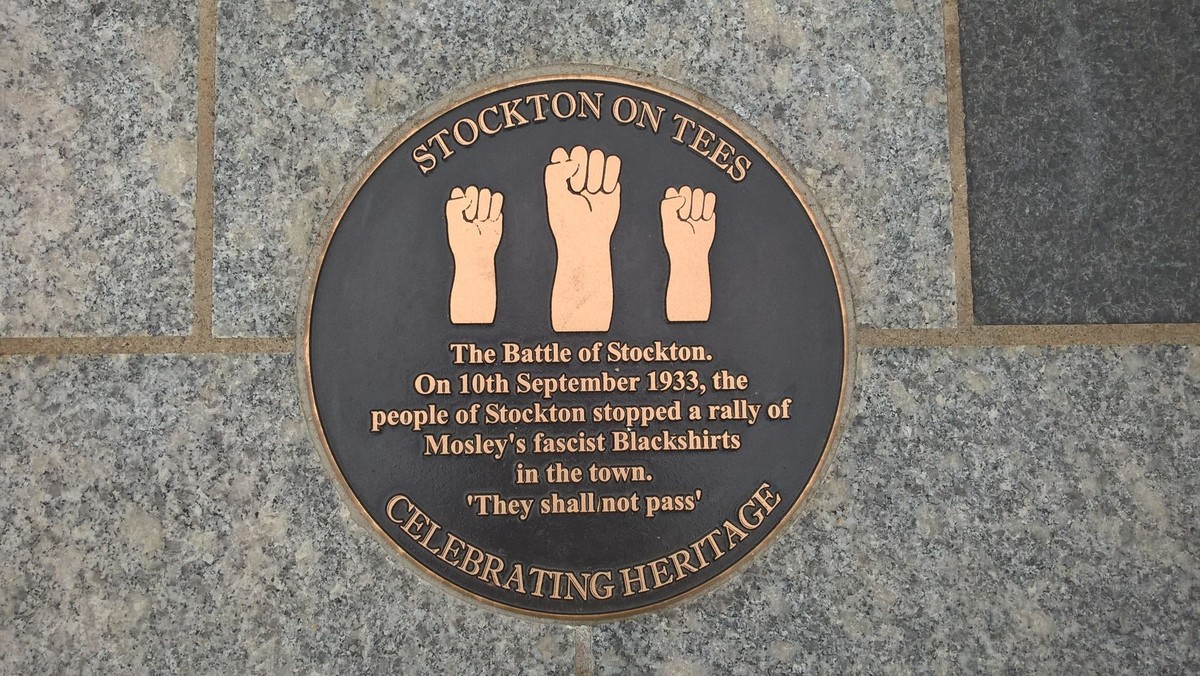 STOCKTON ON TEES
The Battle of Stockton.
On 10th September 1933, the
people of Stockton stopped a rally of
Mosley's fascist Blackshirts
in the town.
'They shall not pass'
CELEBRATING HERITAGE